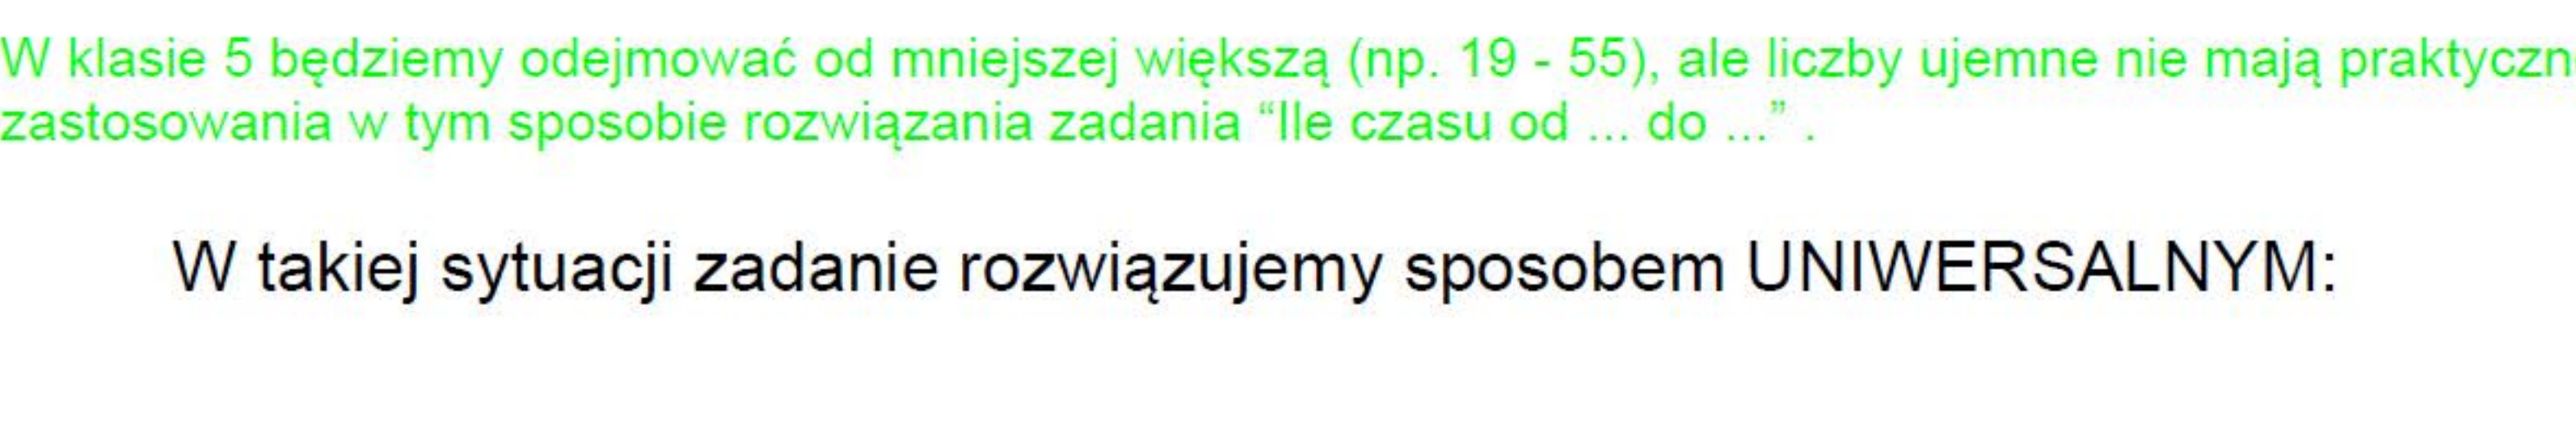 W klasie 5 będziemy odejmować od mniejszej większą (np. 19 - 55), ale liczby ujemne nie mają praktyczn
zastosowania w tym sposobie rozwiązania zadania “Ile czasu od ... do ...” .
W takiej sytuacji zadanie rozwiązujemy sposobem UNIWERSALNYM: